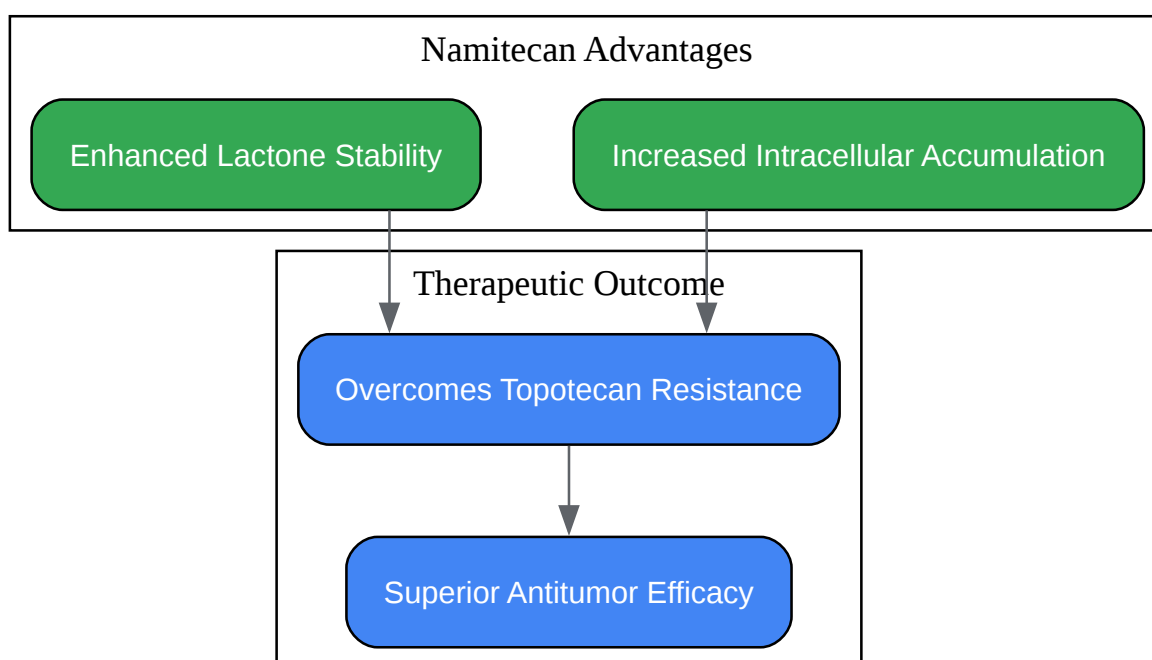 Namitecan Advantages
Enhanced Lactone Stability
Increased Intracellular Accumulation
Therapeutic Outcome
Overcomes Topotecan Resistance
Superior Antitumor Efficacy